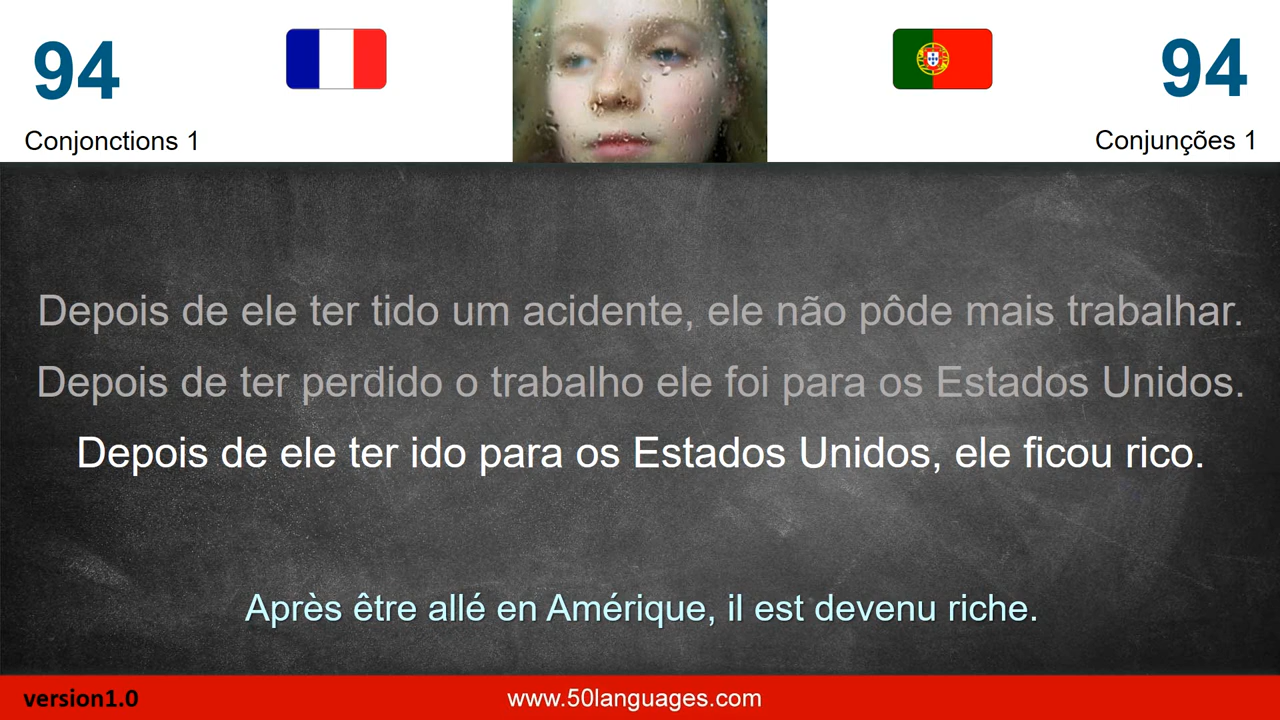 94
94
Conjonctions 1
Conjunções 1
Depois de ele ter tido um acidente, ele não pôde mais trabalhar.
Depois de ter perdido o trabalho ele foi para os Estados Unidos.
Depois de ele ter ido para os Estados Unidos, ele ficou rico.
Après être allé en Amérique, il est devenu riche.
version1.0
www.50languages.com